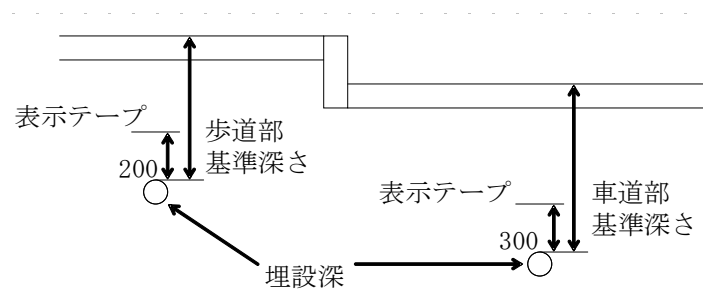 表示テープ
歩道部
基準深さ
200
表示テープ
車道部
基準深さ
300
埋設深